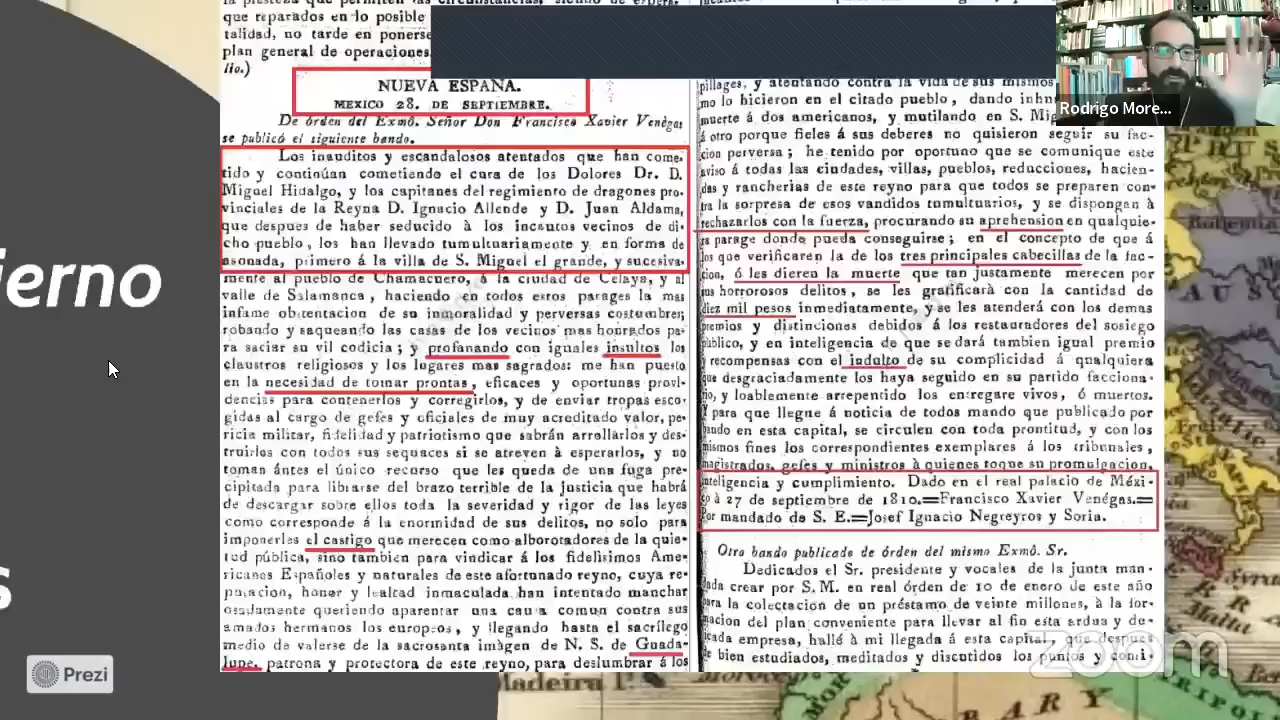 ierno
s
Prezi
que reparados en lo posible
talidad, no tarde en ponerse
plan general de operaciones.
lio.)
NUEVA ESPAÑA.
MEXICO 28. DE SEPTIEMBRE.
De órden del Exmô. Señor Don Francisco Xavier Venégas
se publicó el siguiente bando.
Los inauditos y escandalosos atentados que han come-
tido y continúan cometiendo el cura de los Dolores Dr. D.
Miguel Hidalgo, y los capitanes del regimiento de dragones pro-
vinciales de la Reyna D. Ignacio Allende y D. Juan Aldama,
que despues de haber seducido à los incautos vecinos de di-
cho pueblo, los han llevado tumultuariamente y en forma de
asonada, primero á la villa de S. Miguel el grande, y sucesiva-
mente al pueblo de Chamacuero, á la ciudad de Celaya, y al
valle de Salamanca, haciendo en todos estos parages la mas
infame obstentacion de su inmoralidad y perversas costumbres;
robando y saqueando las casas de los vecinos mas honrados pa-
ra saciar su vil codicia; y profanando con iguales insultos los
claustros religiosos y los lugares mas sagrados: me han puesto
en la necesidad de tomar prontas, eficaces y oportunas provi-
dencias para contenerlos y corregirlos, y de enviar tropas esco-
gidas al cargo de gefes y oficiales de muy acreditado valor, pe-
ricia militar, fidelidad y patriotismo que sabrán arrollarlos y des-
truirlos con todos sus sequaces si se atreven à esperarlos, y no
toman ántes el único recurso que les queda de una fuga pre-
cipitada para librarse del brazo terrible de la justicia que habrá
de descargar sobre ellos toda la severidad y rigor de las leyes
como corresponde á la enormidad de sus delitos, no solo para
imponerles el castigo que merecen como alborotadores de la quie-
tud pública, sino tambien para vindicar á los fidelísimos Ame-
ricanos Españoles y naturales de este afortunado reyno, cuya re-
putacion, honor y lealtad inmaculada han intentado manchar
osadamente queriendo aparentar una causa comun contra sus
amados hermanos los europeos, y llegando hasta el sacrílego
medio de valerse de la sacrosanta imàgen de N. S. de Guada-
lupe, patrona y protectora de este reyno, para deslumbrar á los
pillages, y atentando contra la vida de sus mismos
mo lo hicieron en el citado pueblo, dando
muerte á dos americanos, y mutilando en S.
á otro porque fieles á sus deberes no quisieron seguir su fac-
cion perversa; he tenido por oportuno que se comunique este
aviso á todas las ciudades, villas, pueblos, reducciones, hacien-
das y rancherias de este reyno para que todos se preparen con-
tra la sorpresa de esos vandidos tumultuarios, y se dispongan à
rechazarlos con la fuerza, procurando su aprehension en qualquie-
ra parage donde pueda conseguirse; en el concepto de que á
los que verificaren la de los tres principales cabecillas de la fac-
cion, ó les dieren la muerte que tan justamente merecen por
sus horrorosos delitos, se les gratificará con la cantidad de
diez mil pesos inmediatamente, y se les atenderá con los demas
premios y distinciones debidos á los restauradores del sosiego
público, y en inteligencia de que se dará tambien igual premio
y recompensas con el indulto de su complicidad á qualquiera
que desgraciadamente los haya seguido en su partido facciona-
rio, y loablemente arrepentido los entregare vivos, ó muertos.
Y para que llegue á noticia de todos mando que publicado por
bando en esta capital, se circulen con toda prontitud, y con los
mismos fines los correspondientes exemplares á los tribunales,
magistrados, gefes y ministros à quienes toque su promulgacion,
inteligencia y cumplimiento. Dado en el real palacio de Méxi-
co à 27 de septiembre de 1810.=Francisco Xavier Venégas.=
Por mandado de S. E.=Josef Ignacio Negreyros y Soria.
Otro bando publicado de órden del mismo Exmô. Sr.
Dedicados el Sr. presidente y vocales de la junta man-
dada crear por S.M. en real órden de 10 de enero de este año
para la colectacion de un préstamo de veinte millones, à la for-
macion del plan conveniente para llevar al fin esta ardua y de-
licada empresa, hallé à mi llegada á esta capital, que despues
de bien estudiados, meditados y discutidos los puntos y
Rodrigo More...
zoom
Bohemia
Malta
Madeira
BARY
TRIPOL